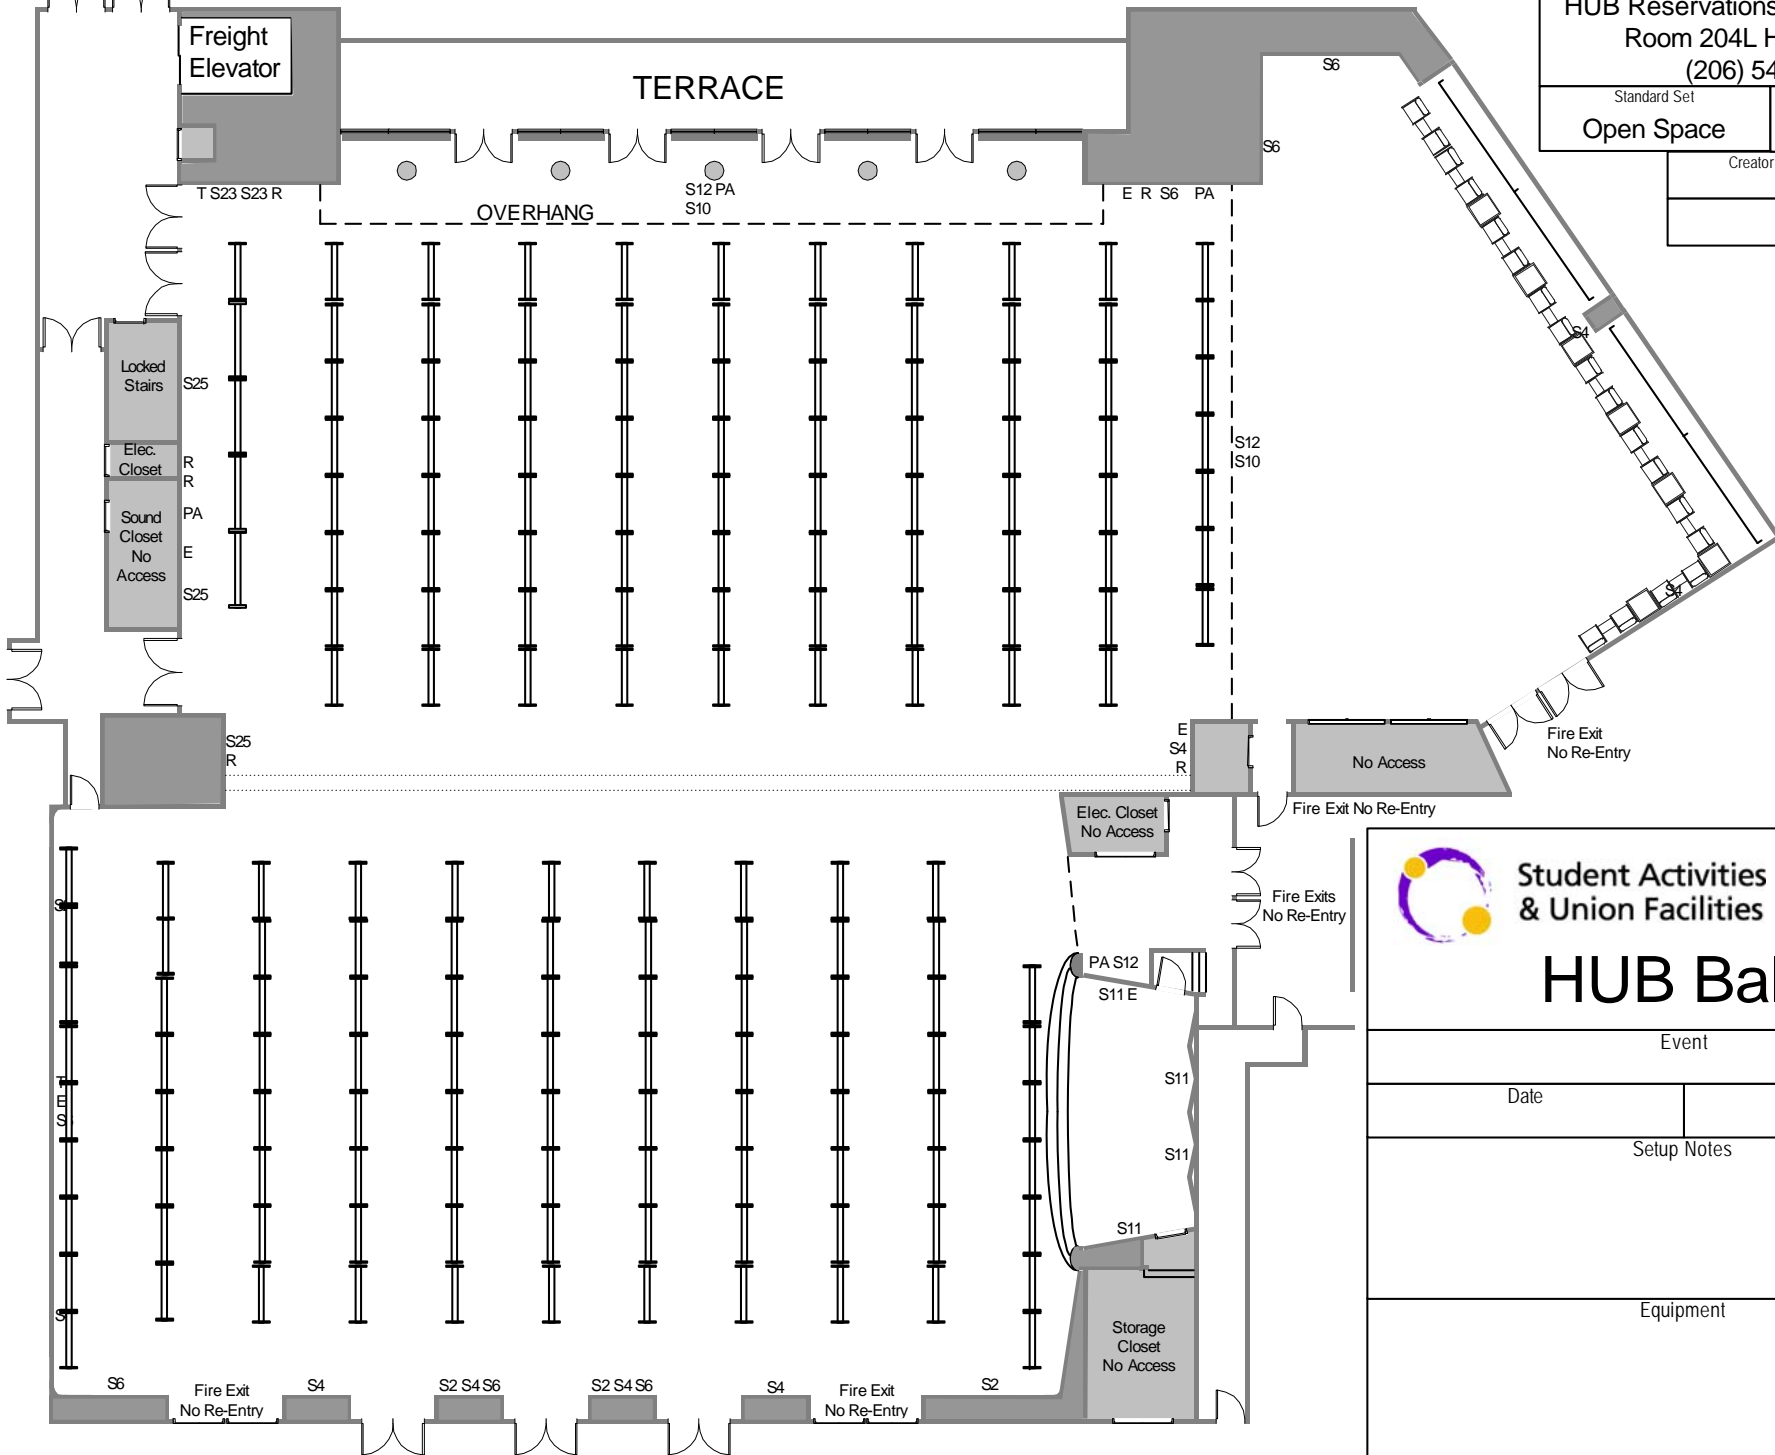 HUB Reservations
Room 204L H
(206) 54
Standard Set
Open Space
Creator
Freight
Elevator
TERRACE
S6
S6
T S23 S23 R
OVERHANG
S12 PA
S10
E R S6 PA
S4
Locked
Stairs
S25
Elec.
Closet
R
R
S12
S10
Sound
Closet
No
Access
PA
E
S25
S4
S25
R
E
S4
R
No Access
Fire Exit
No Re-Entry
Elec. Closet
No Access
Fire Exit No Re-Entry
Fire Exits
No Re-Entry
Student Activities
& Union Facilities
HUB Bal
PA S12
S11 E
Event
Date
Setup Notes
T
E
S11
S11
S11
Equipment
Storage
Closet
No Access
S6
Fire Exit
No Re-Entry
S4
S2 S4 S6
S2 S4 S6
S4
Fire Exit
No Re-Entry
S2